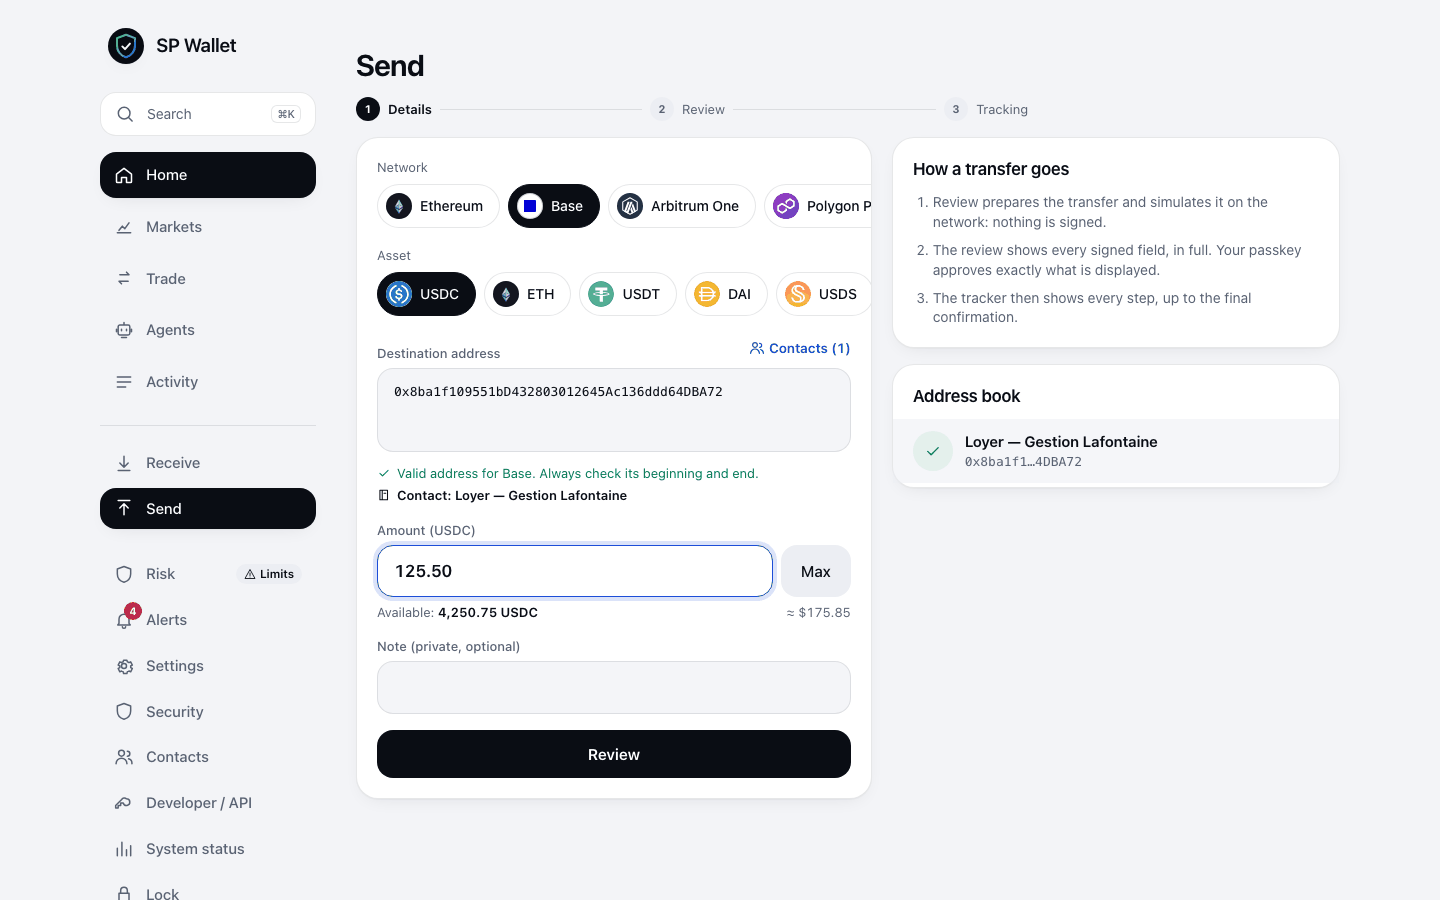 SP Wallet
Search ⌘K
Home
Markets
Trade
Agents
Activity
Receive
Send
Risk Limits
4
Alerts
Settings
Security
Contacts
Developer / API
System status
Lock
Send
1 Details 2 Review 3 Tracking
Network
Ethereum Base Arbitrum One Polygon P
Asset
USDC ETH USDT DAI USDS
Destination address Contacts (1)
0x8ba1f109551bD432803012645Ac136ddd64DBA72
Valid address for Base. Always check its beginning and end.
Contact: Loyer — Gestion Lafontaine
Amount (USDC)
125.50 Max
Available: 4,250.75 USDC ≈ $175.85
Note (private, optional)
Review
How a transfer goes
1. Review prepares the transfer and simulates it on the
network: nothing is signed.
2. The review shows every signed field, in full. Your passkey
approves exactly what is displayed.
3. The tracker then shows every step, up to the final
confirmation.
Address book
Loyer — Gestion Lafontaine
0x8ba1f1…4DBA72